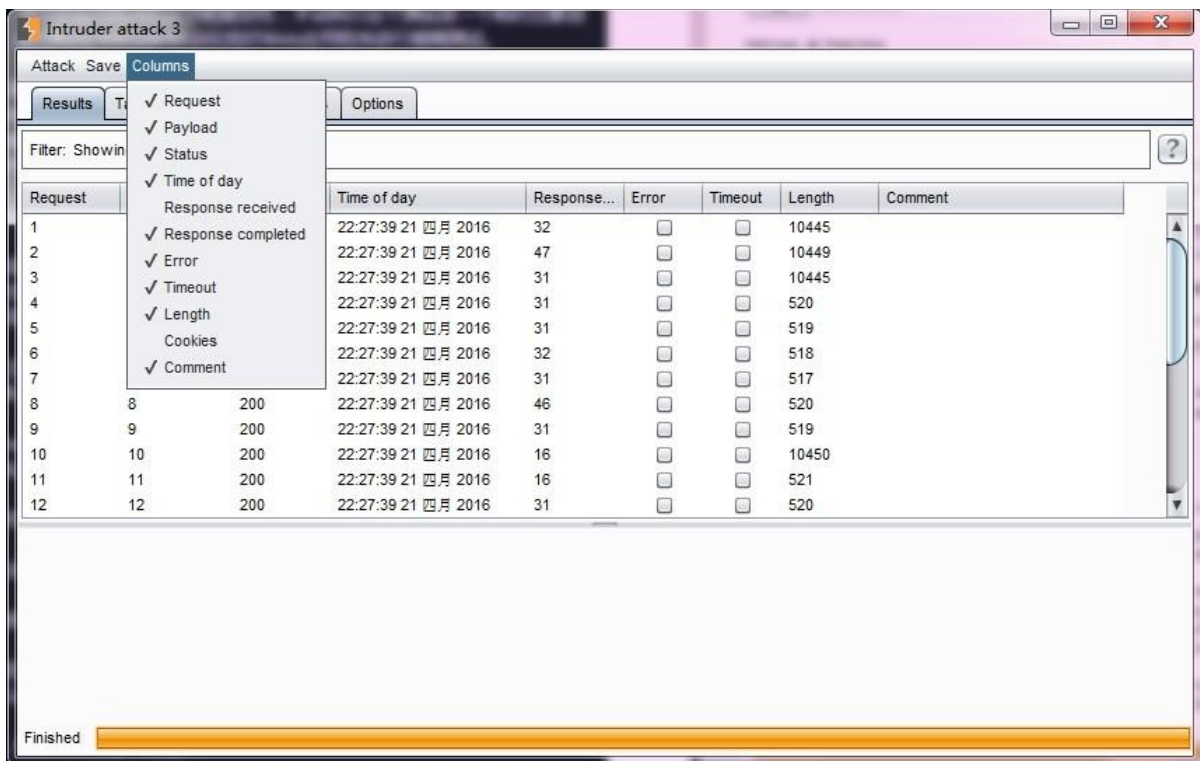 Intruder attack 3
Attack Save Columns
Results Options
Request
Payload
Status
Time of day
Response received
Response completed
Error
Timeout
Length
Cookies
Comment
Filter:
?
Request Time of day Response... Error Timeout Length Comment
1 22:27:39 21 四月 2016 32 10445
2 22:27:39 21 四月 2016 47 10449
3 22:27:39 21 四月 2016 31 10445
4 22:27:39 21 四月 2016 31 520
5 22:27:39 21 四月 2016 31 519
6 22:27:39 21 四月 2016 32 518
7 22:27:39 21 四月 2016 31 517
8 8 200 22:27:39 21 四月 2016 46 520
9 9 200 22:27:39 21 四月 2016 31 519
10 10 200 22:27:39 21 四月 2016 16 10450
11 11 200 22:27:39 21 四月 2016 16 521
12 12 200 22:27:39 21 四月 2016 31 520
Finished